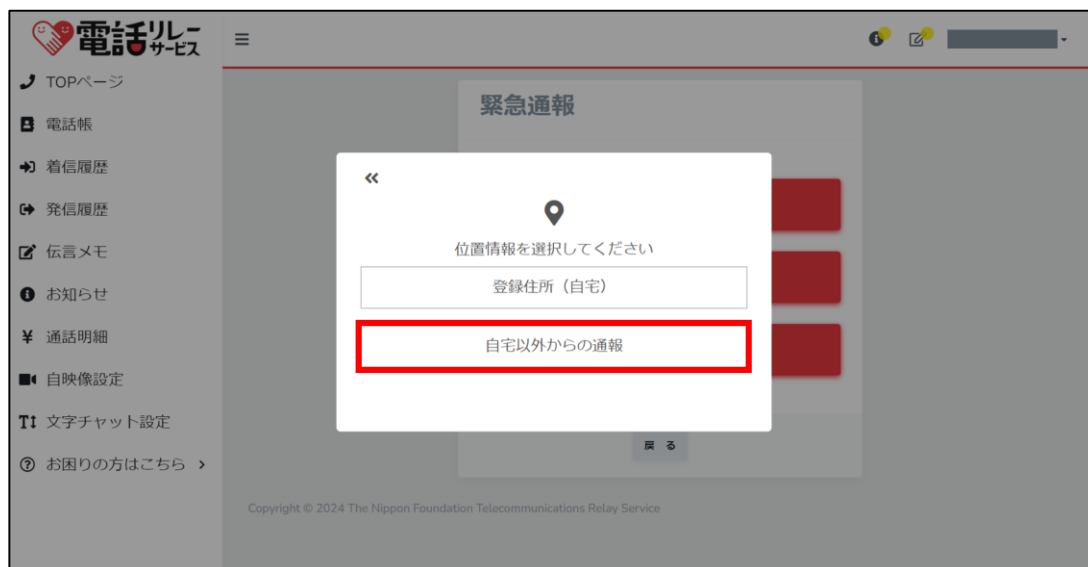 電話リレーサービス
TOPページ
電話帳
着信履歴
発信履歴
伝言メモ
お知らせ
¥ 通話明細
自映像設定
T↕ 文字チャット設定
お困りの方はこちら >
緊急通報
«
位置情報を選択してください
登録住所（自宅）
自宅以外からの通報
戻 る
Copyright © 2024 The Nippon Foundation Telecommunications Relay Service